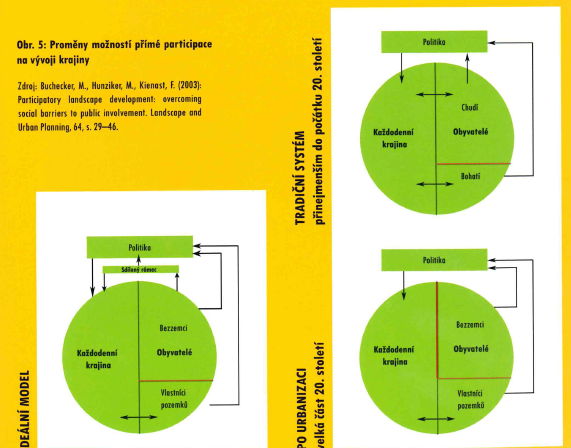 Obr. 5: Proměny možností přímé participace
na vývoji krajiny
Zdroj: Buchecker, M., Hunziker, M., Kienast, F. (2003):
Participatory landscape development: overcoming
social barriers to public involvement. Landscape and
Urban Planning, 64, s. 29–46.
TRADIČNÍ SYSTÉM
přinejmenším do počátku 20. století
Politika
Chudí
Každodenní
krajina
Obyvatelé
Bohatí
DEÁLNÍ MODEL
Politika
Sdílený rámec
Bezzemci
Každodenní
krajina
Obyvatelé
Vlastníci
pozemků
PO URBANIZACI
velká část 20. století
Politika
Bezzemci
Každodenní
krajina
Obyvatelé
Vlastníci
pozemků